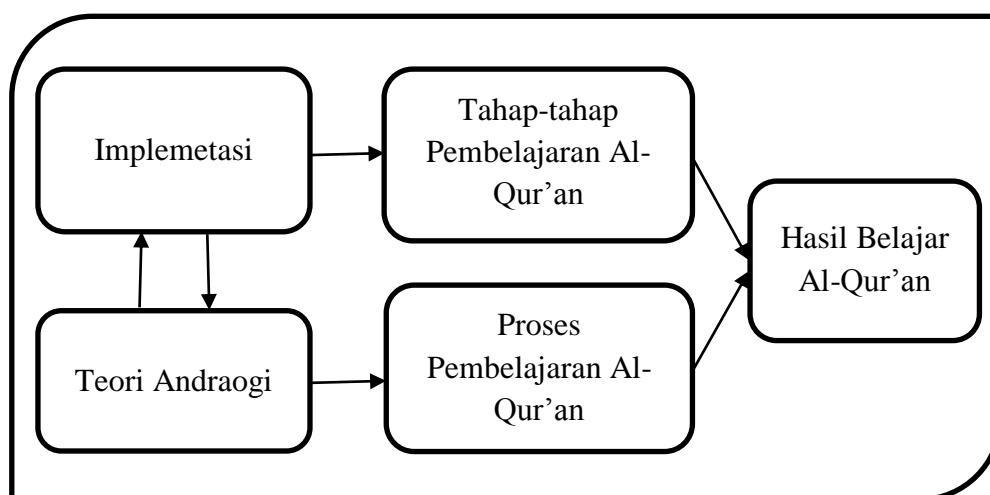 Implemetasi
Tahap-tahap
Pembelajaran Al-
Qur’an
Hasil Belajar
Al-Qur’an
Teori Andraogi
Proses
Pembelajaran Al-
Qur’an